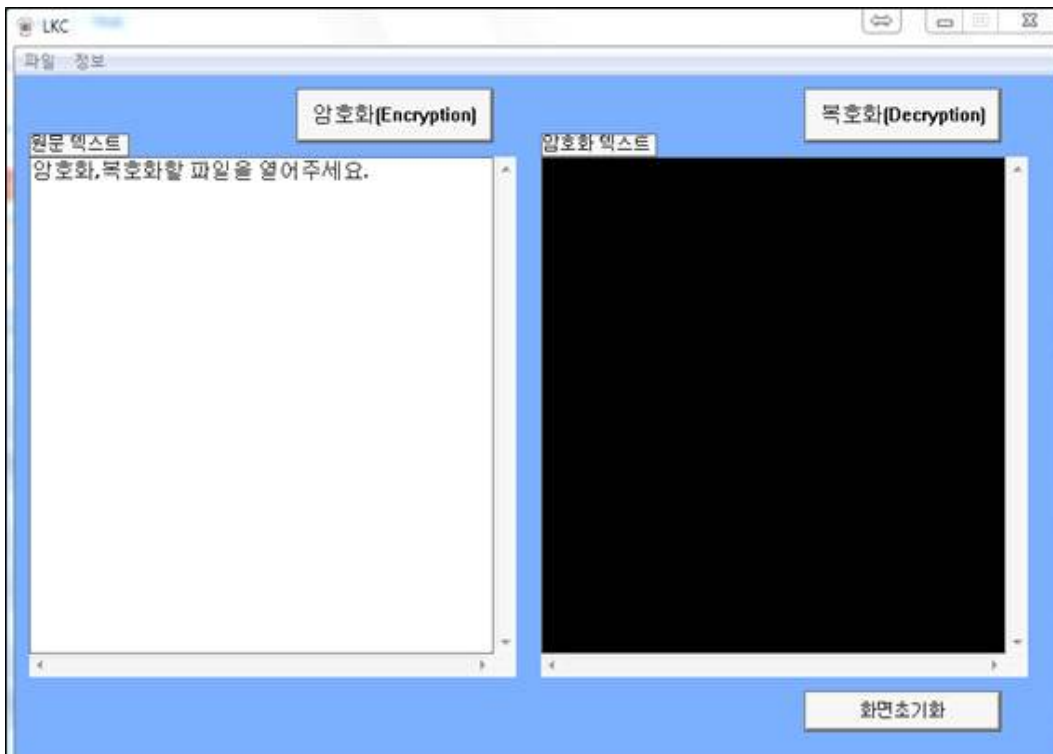 LKC
파일 정보
암호화(Encryption)
복호화(Decryption)
원문 텍스트
암호화 텍스트
암호화,복호화할 파일을 열어주세요.
화면초기화